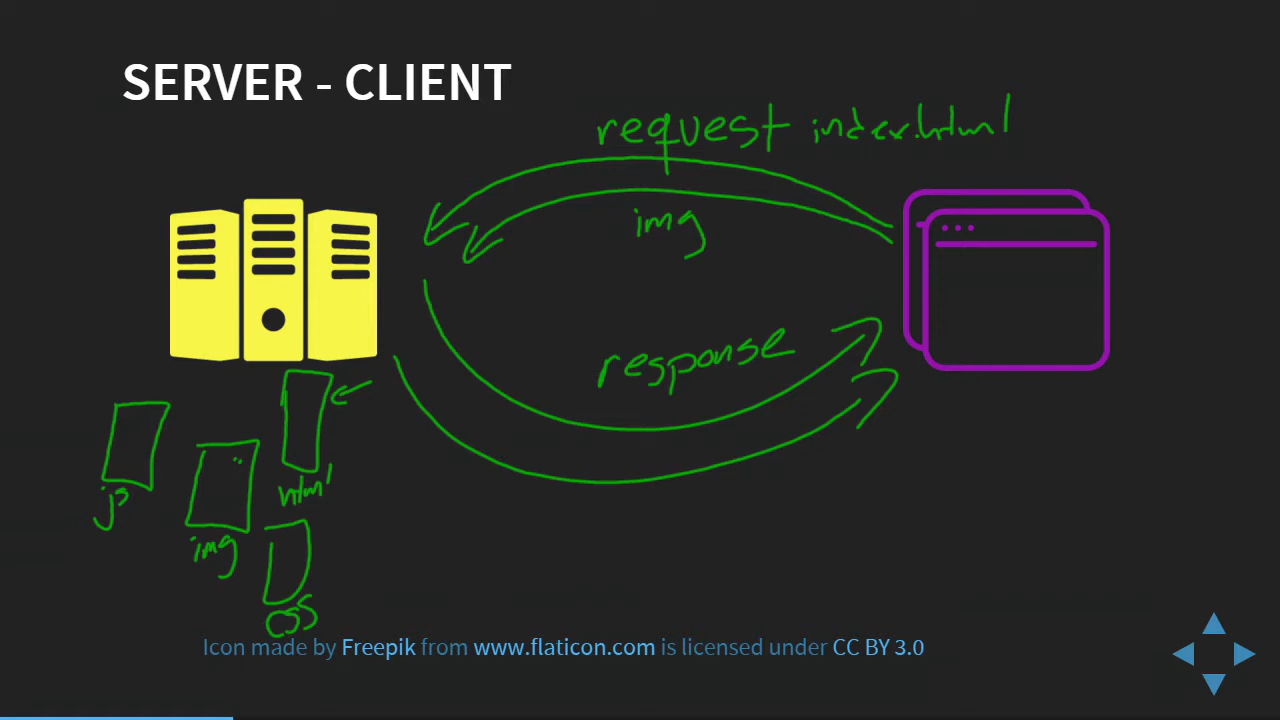 SERVER - CLIENT
request index.html
img
response
js
img
html
css
Icon made by Freepik from www.flaticon.com is licensed under CC BY 3.0